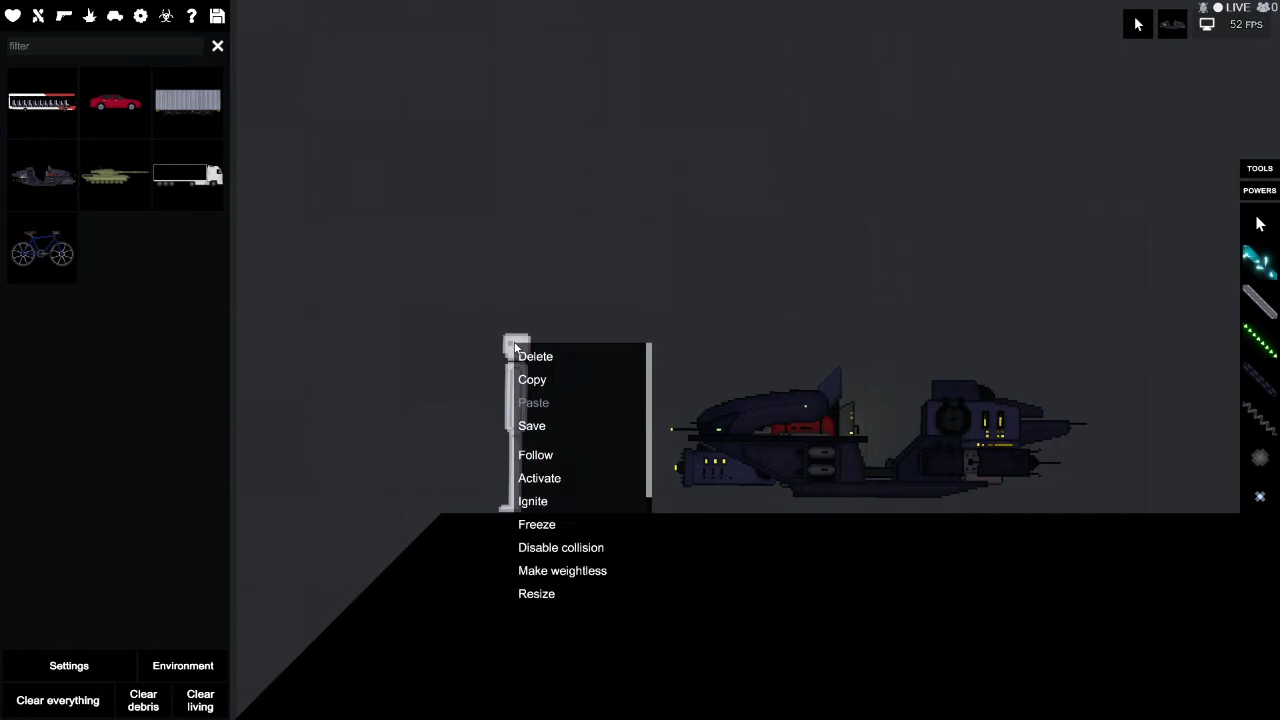 LIVE 0
52 FPS
filter
TOOLS
POWERS
Delete
Copy
Paste
Save
Follow
Activate
Ignite
Freeze
Disable collision
Make weightless
Resize
Settings
Environment
Clear everything
Clear
debris
Clear
living